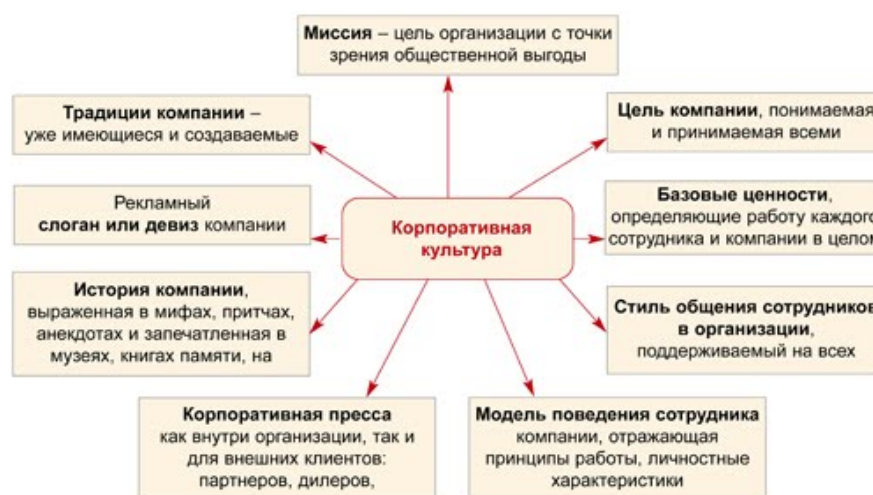 Миссия – цель организации с точки
зрения общественной выгоды
Традиции компании –
уже имеющиеся и создаваемые
Цель компании, понимаемая
и принимаемая всеми
Рекламный
слоган или девиз компании
Корпоративная
культура
Базовые ценности,
определяющие работу каждого
сотрудника и компании в целом
История компании,
выраженная в мифах, притчах,
анекдотах и запечатленная в
музеях, книгах памяти, на
Стиль общения сотрудников
в организации,
поддерживаемый на всех
Корпоративная пресса
как внутри организации, так и
для внешних клиентов:
партнеров, дилеров,
Модель поведения сотрудника
компании, отражающая
принципы работы, личностные
характеристики